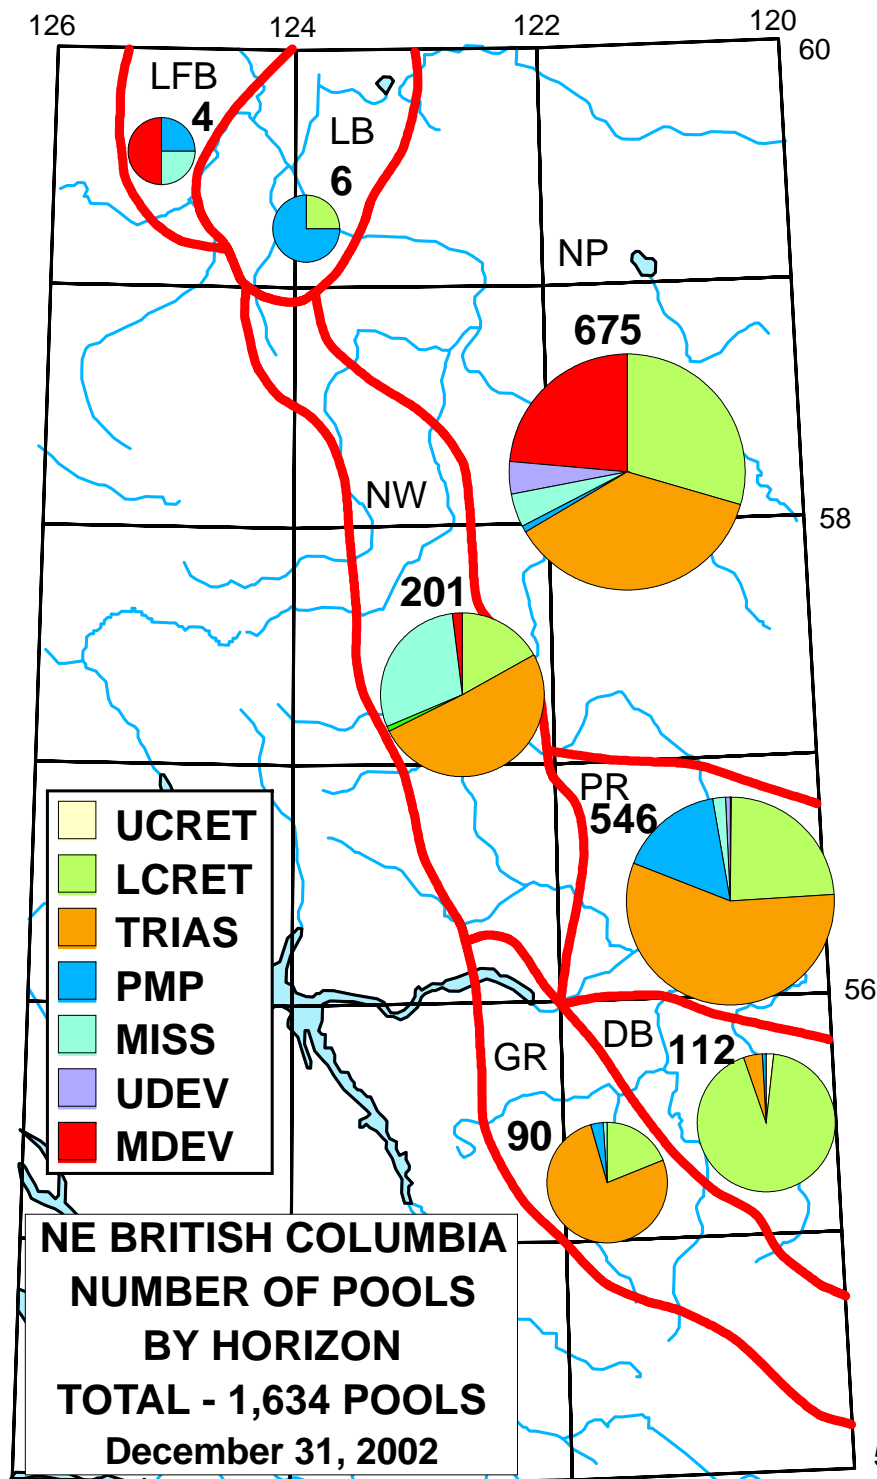 126
124
122
120
60
LFB
4
LB
6
NP
675
NW
58
201
PR
546
UCRET
LCRET
TRIAS
PMP
MISS
UDEV
MDEV
56
DB
112
GR
90
NE BRITISH COLUMBIA
NUMBER OF POOLS
BY HORIZON
TOTAL - 1,634 POOLS
December 31, 2002